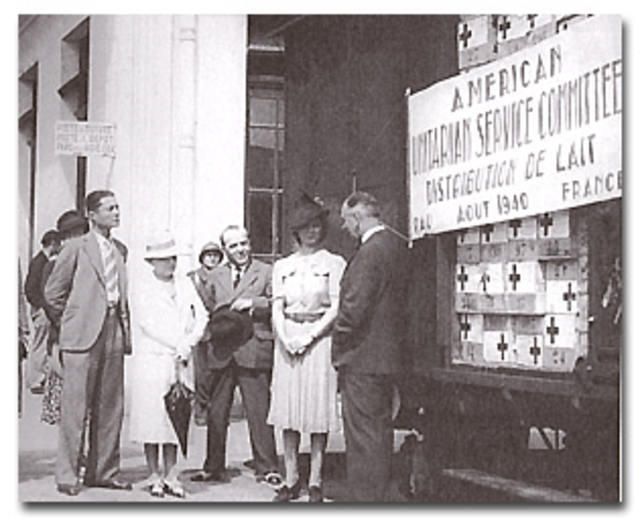 AMERICAN
UNITARIAN SERVICE COMMITTEE
DISTRIBUTION DE LAIT
PAU AOUT 1940 FRANCE